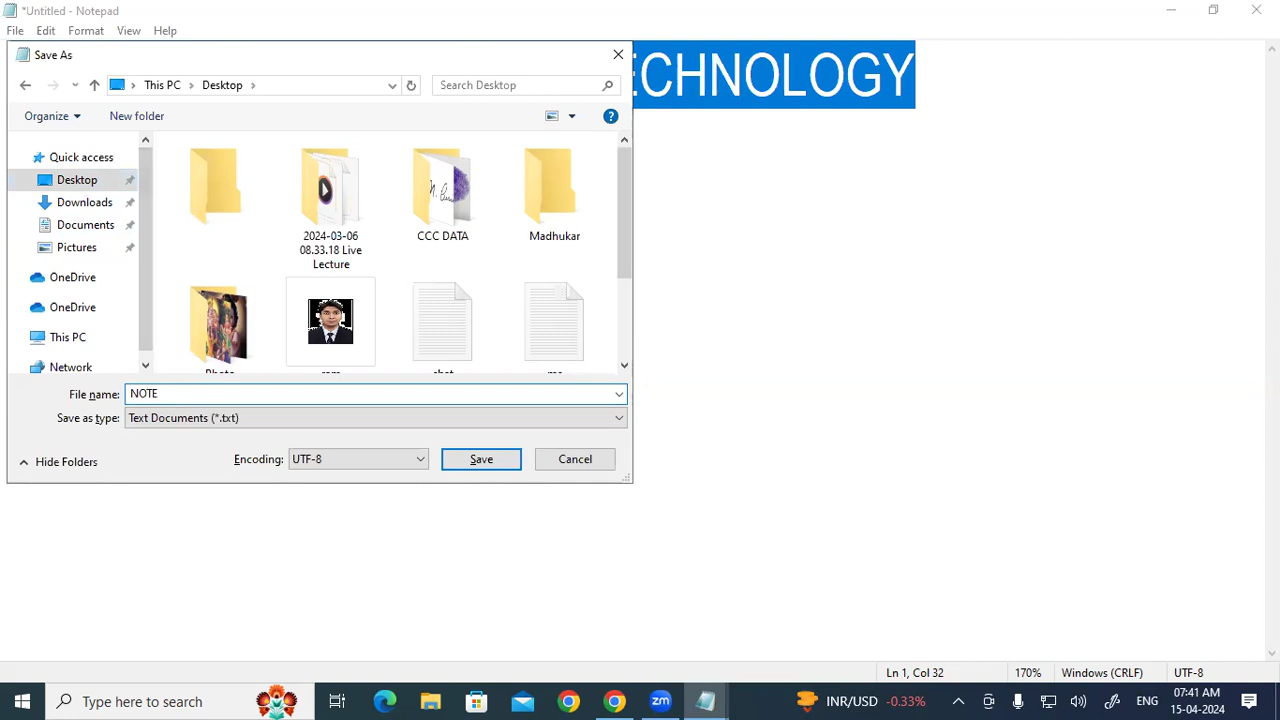 *Untitled - Notepad
File Edit Format View Help
Save As
This PC Desktop
Search Desktop
Organize New folder
Quick access
Desktop
Downloads
Documents
Pictures
OneDrive
OneDrive
This PC
Network
2024-03-06
08.33.18 Live
Lecture
CCC DATA
Madhukar
File name: NOTE
Save as type: Text Documents (*.txt)
Hide Folders
Encoding: UTF-8
Save Cancel
ECHNOLOGY
Ln 1, Col 32 170% Windows (CRLF) UTF-8
Type here to search
zm
INR/USD -0.33%
ENG
07:41 AM
15-04-2024